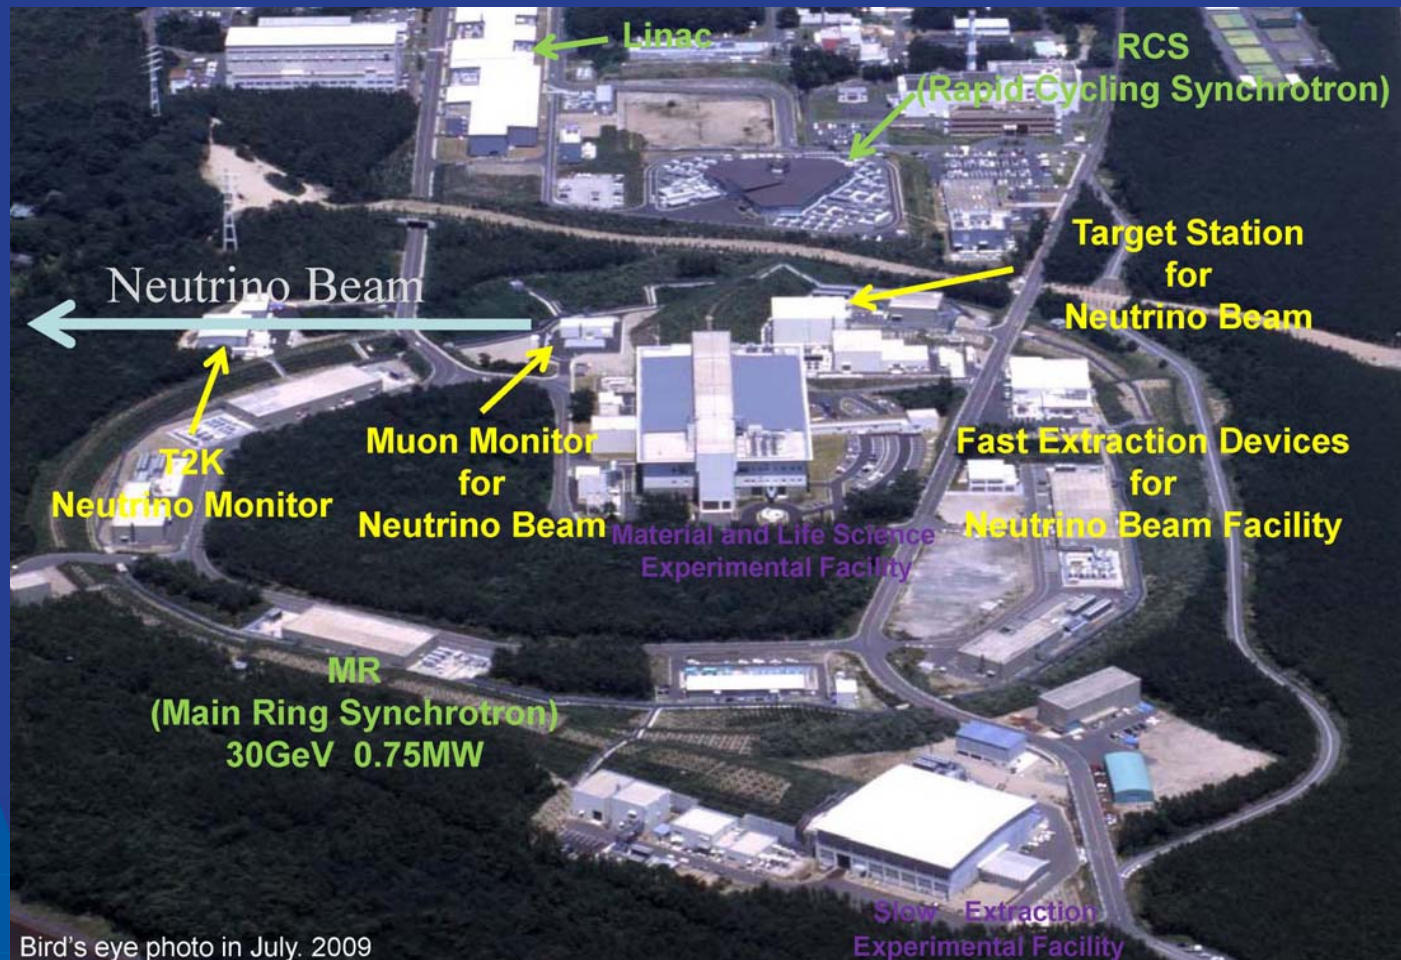 Linac
RCS
(Rapid Cycling Synchrotron)
Target Station
for
Neutrino Beam
Neutrino Beam
T2K
Neutrino Monitor
Muon Monitor
for
Neutrino Beam
Fast Extraction Devices
for
Neutrino Beam Facility
Material and Life Science
Experimental Facility
MR
(Main Ring Synchrotron)
30GeV 0.75MW
Slow Extraction
Experimental Facility
Bird's eye photo in July. 2009